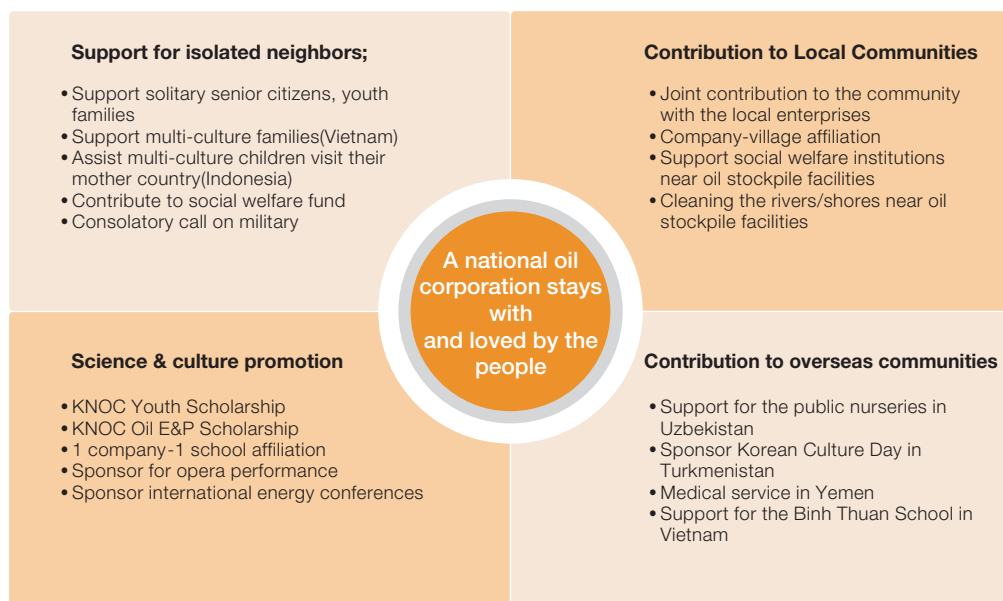 Support for isolated neighbors;
• Support solitary senior citizens, youth
families
• Support multi-culture families(Vietnam)
• Assist multi-culture children visit their
mother country(Indonesia)
• Contribute to social welfare fund
• Consolatory call on military
Contribution to Local Communities
• Joint contribution to the community
with the local enterprises
• Company-village affiliation
• Support social welfare institutions
near oil stockpile facilities
• Cleaning the rivers/shores near oil
stockpile facilities
A national oil
corporation stays
with
and loved by the
people
Science & culture promotion
• KNOC Youth Scholarship
• KNOC Oil E&P Scholarship
• 1 company-1 school affiliation
• Sponsor for opera performance
• Sponsor international energy conferences
Contribution to overseas communities
• Support for the public nurseries in
Uzbekistan
• Sponsor Korean Culture Day in
Turkmenistan
• Medical service in Yemen
• Support for the Binh Thuan School in
Vietnam